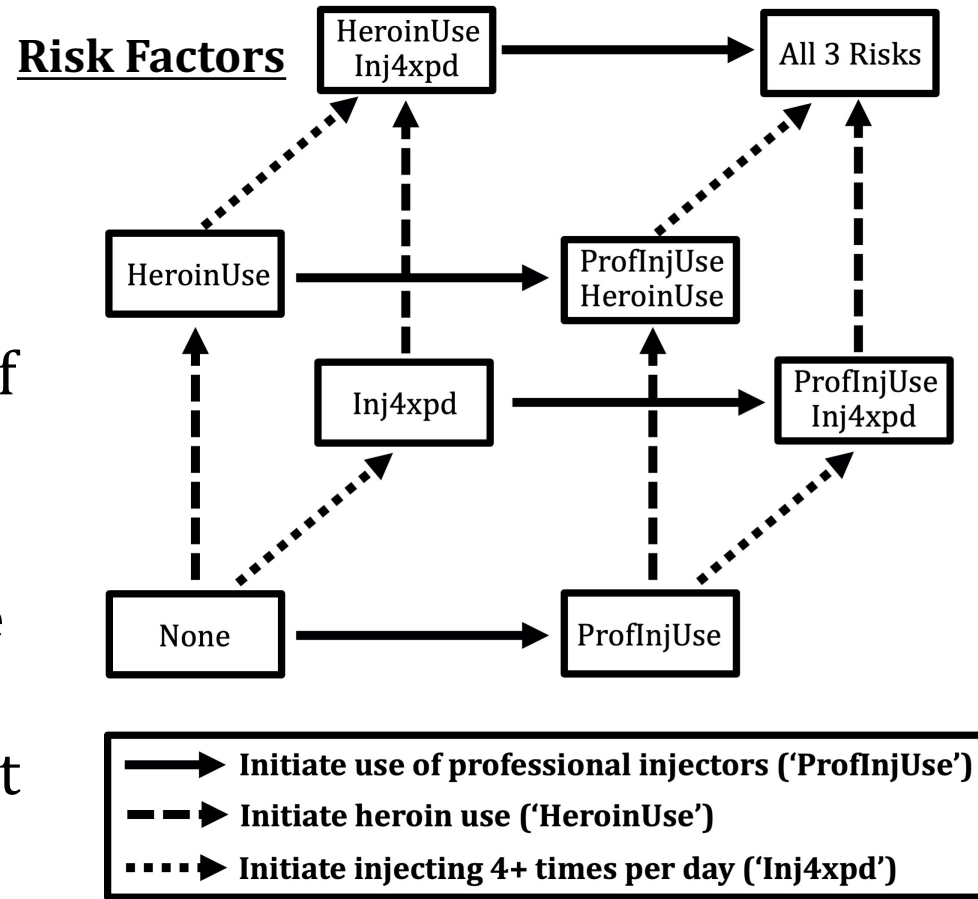 Risk Factors
HeroinUse
Inj4xpd
All 3 Risks
HeroinUse
ProfInjUse
HeroinUse
f
Inj4xpd
ProfInjUse
Inj4xpd
e
None
ProfInjUse
t
Initiate use of professional injectors (‘ProfInjUse’)
Initiate heroin use (‘HeroinUse’)
Initiate injecting 4+ times per day (‘Inj4xpd’)